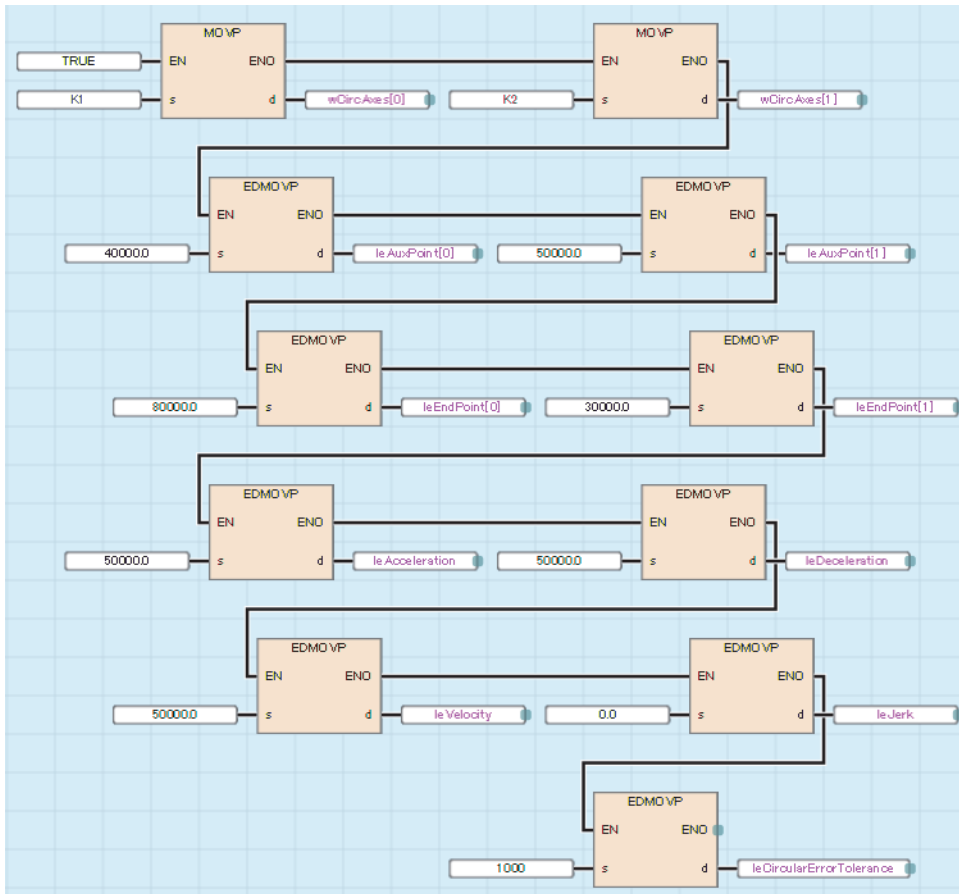 MOVP MOVP
TRUE EN ENO EN ENO
K1 s d wCircAxes[0] K2 s d wCircAxes[1]
EDMOVP EDMOVP
EN ENO EN ENO
40000.0 s d leAuxPoint[0] 50000.0 s d leAuxPoint[1]
EDMOVP EDMOVP
EN ENO EN ENO
80000.0 s d leEndPoint[0] 30000.0 s d leEndPoint[1]
EDMOVP EDMOVP
EN ENO EN ENO
50000.0 s d leAcceleration 50000.0 s d leDeceleration
EDMOVP EDMOVP
EN ENO EN ENO
50000.0 s d leVelocity 0.0 s d leJerk
EDMOVP
EN ENO
1000 s d leCircularErrorTolerance